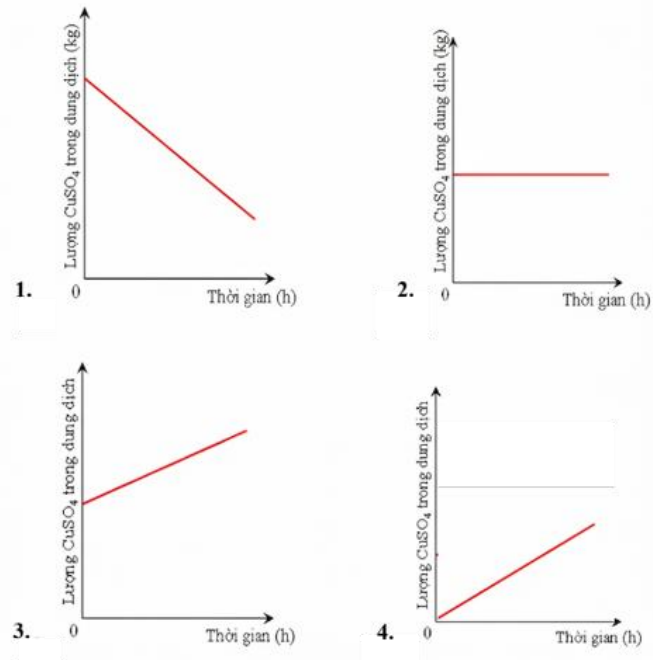 Lượng CuSO₄ trong dung dịch (kg)
0
Thời gian (h)
1.
Lượng CuSO₄ trong dung dịch (kg)
0
Thời gian (h)
2.
Lượng CuSO₄ trong dung dịch
0
Thời gian (h)
3.
Lượng CuSO₄ trong dung dịch
0
Thời gian (h)
4.